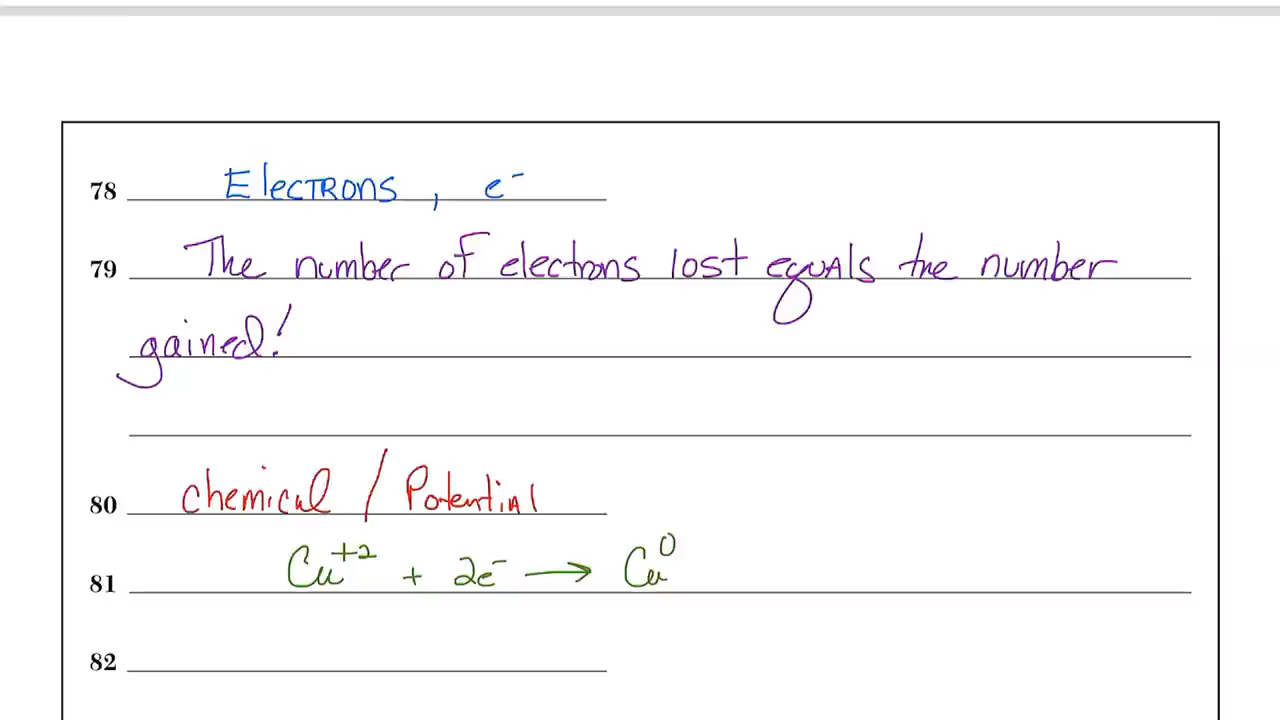 78 Electrons, e⁻
79 The number of electrons lost equals the number
gained!
80 chemical / Potential
81 Cu⁺² + 2e⁻ → Cu⁰
82